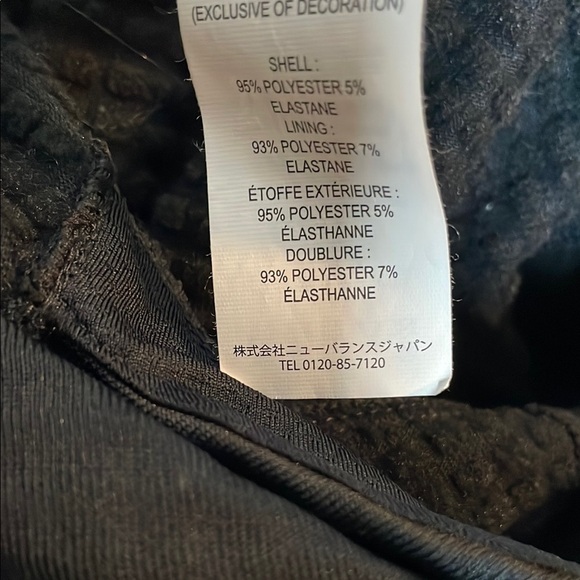 (EXCLUSIVE OF DECORATION)
SHELL :
95% POLYESTER 5%
ELASTANE
LINING :
93% POLYESTER 7%
ELASTANE
ÉTOFFE EXTÉRIEURE :
95% POLYESTER 5%
ÉLASTHANNE
DOUBLURE :
93% POLYESTER 7%
ÉLASTHANNE
株式会社ニューバランスジャパン
TEL 0120-85-7120